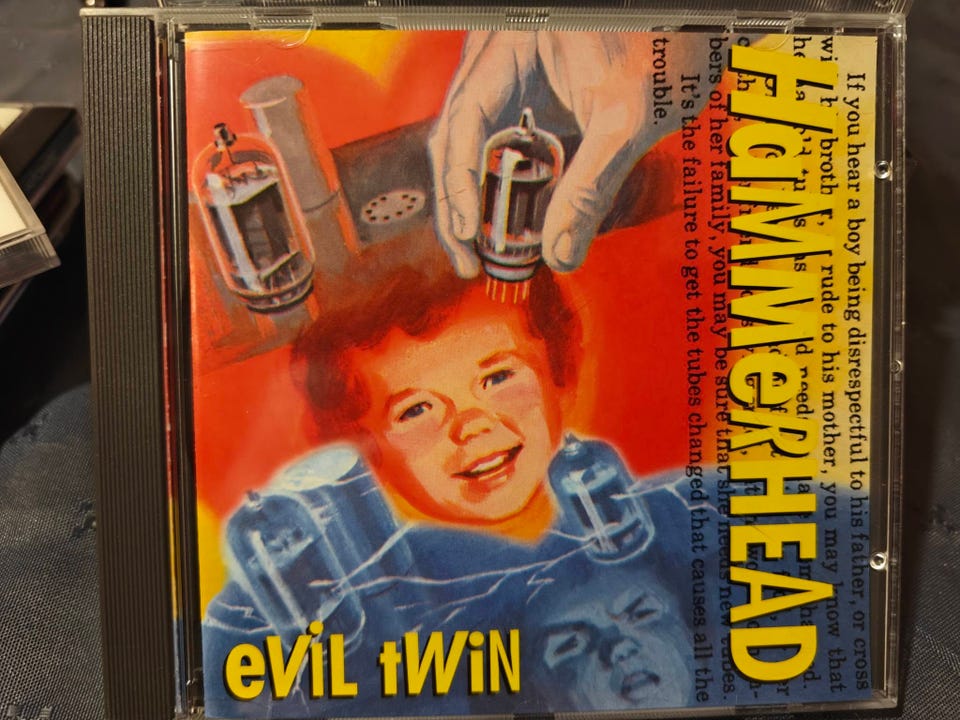 HaMMeRHEAD
If you hear a boy being disrespectful to his father, or cross
brother, rude to his mother, you may know that
bers of her family, you may be sure that she needs new tubes.
It's the failure to get the tubes changed that causes all the
trouble.
eViL tWiN